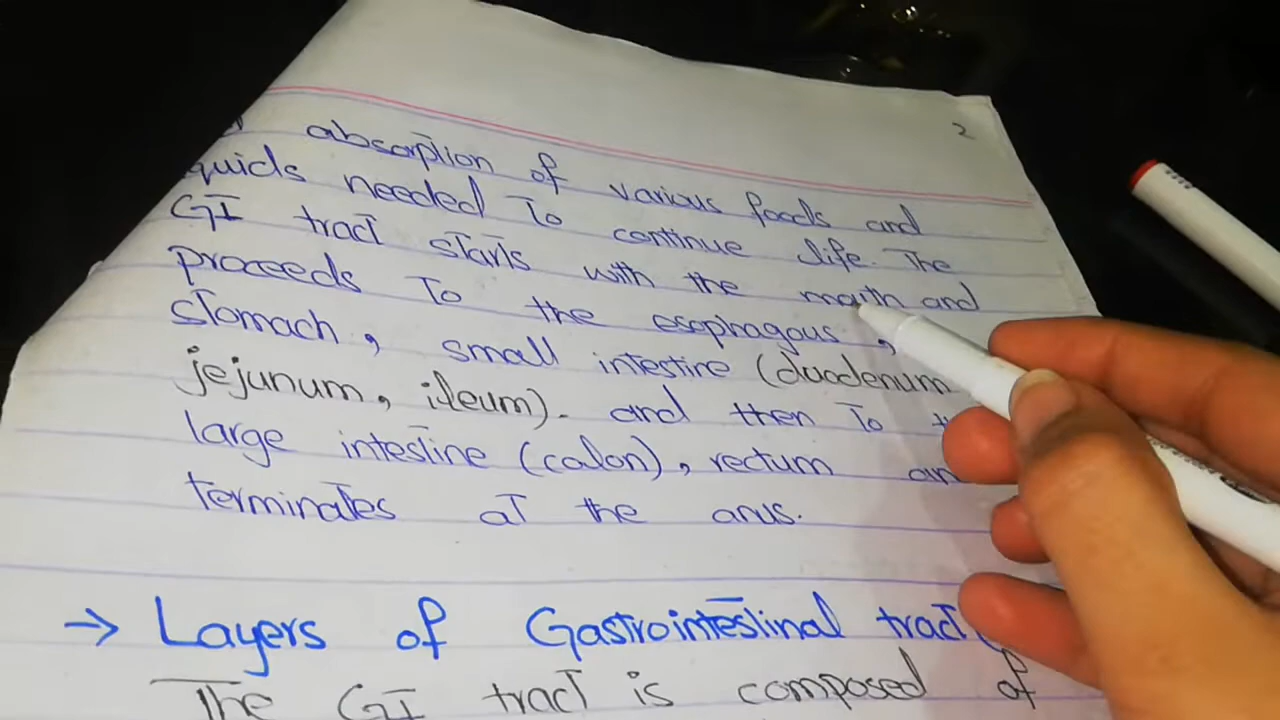 2
absorption of various foods and
quids needed To continue life. The
GI tract starts with the mouth and
proceeds To the esophagous,
stomach, small intestine (duodenum
jejunum, ileum). and then To
large intestine (colon), rectum an
terminates aT the anus.
→ Layers of Gastrointestinal tract
The GI tract is composed of